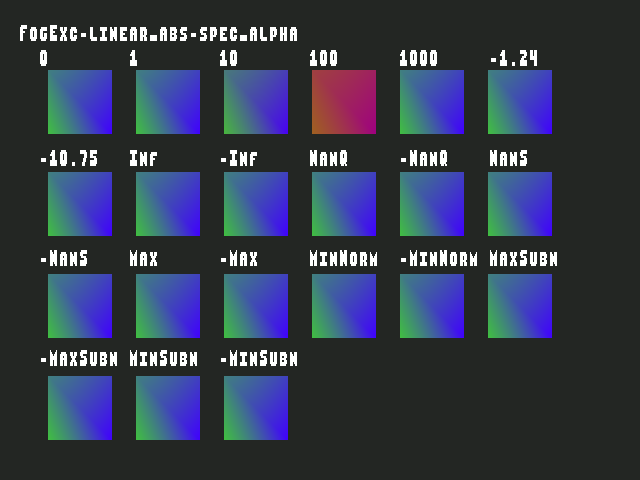 FogExc-linear_abs-spec_alpha
0 1 10 100 1000 -1.24
-10.75 Inf -Inf NanQ -NanQ NanS
-NanS Max -Max MinNorm -MinNorm MaxSubN
-MaxSubN MinSubN -MinSubN